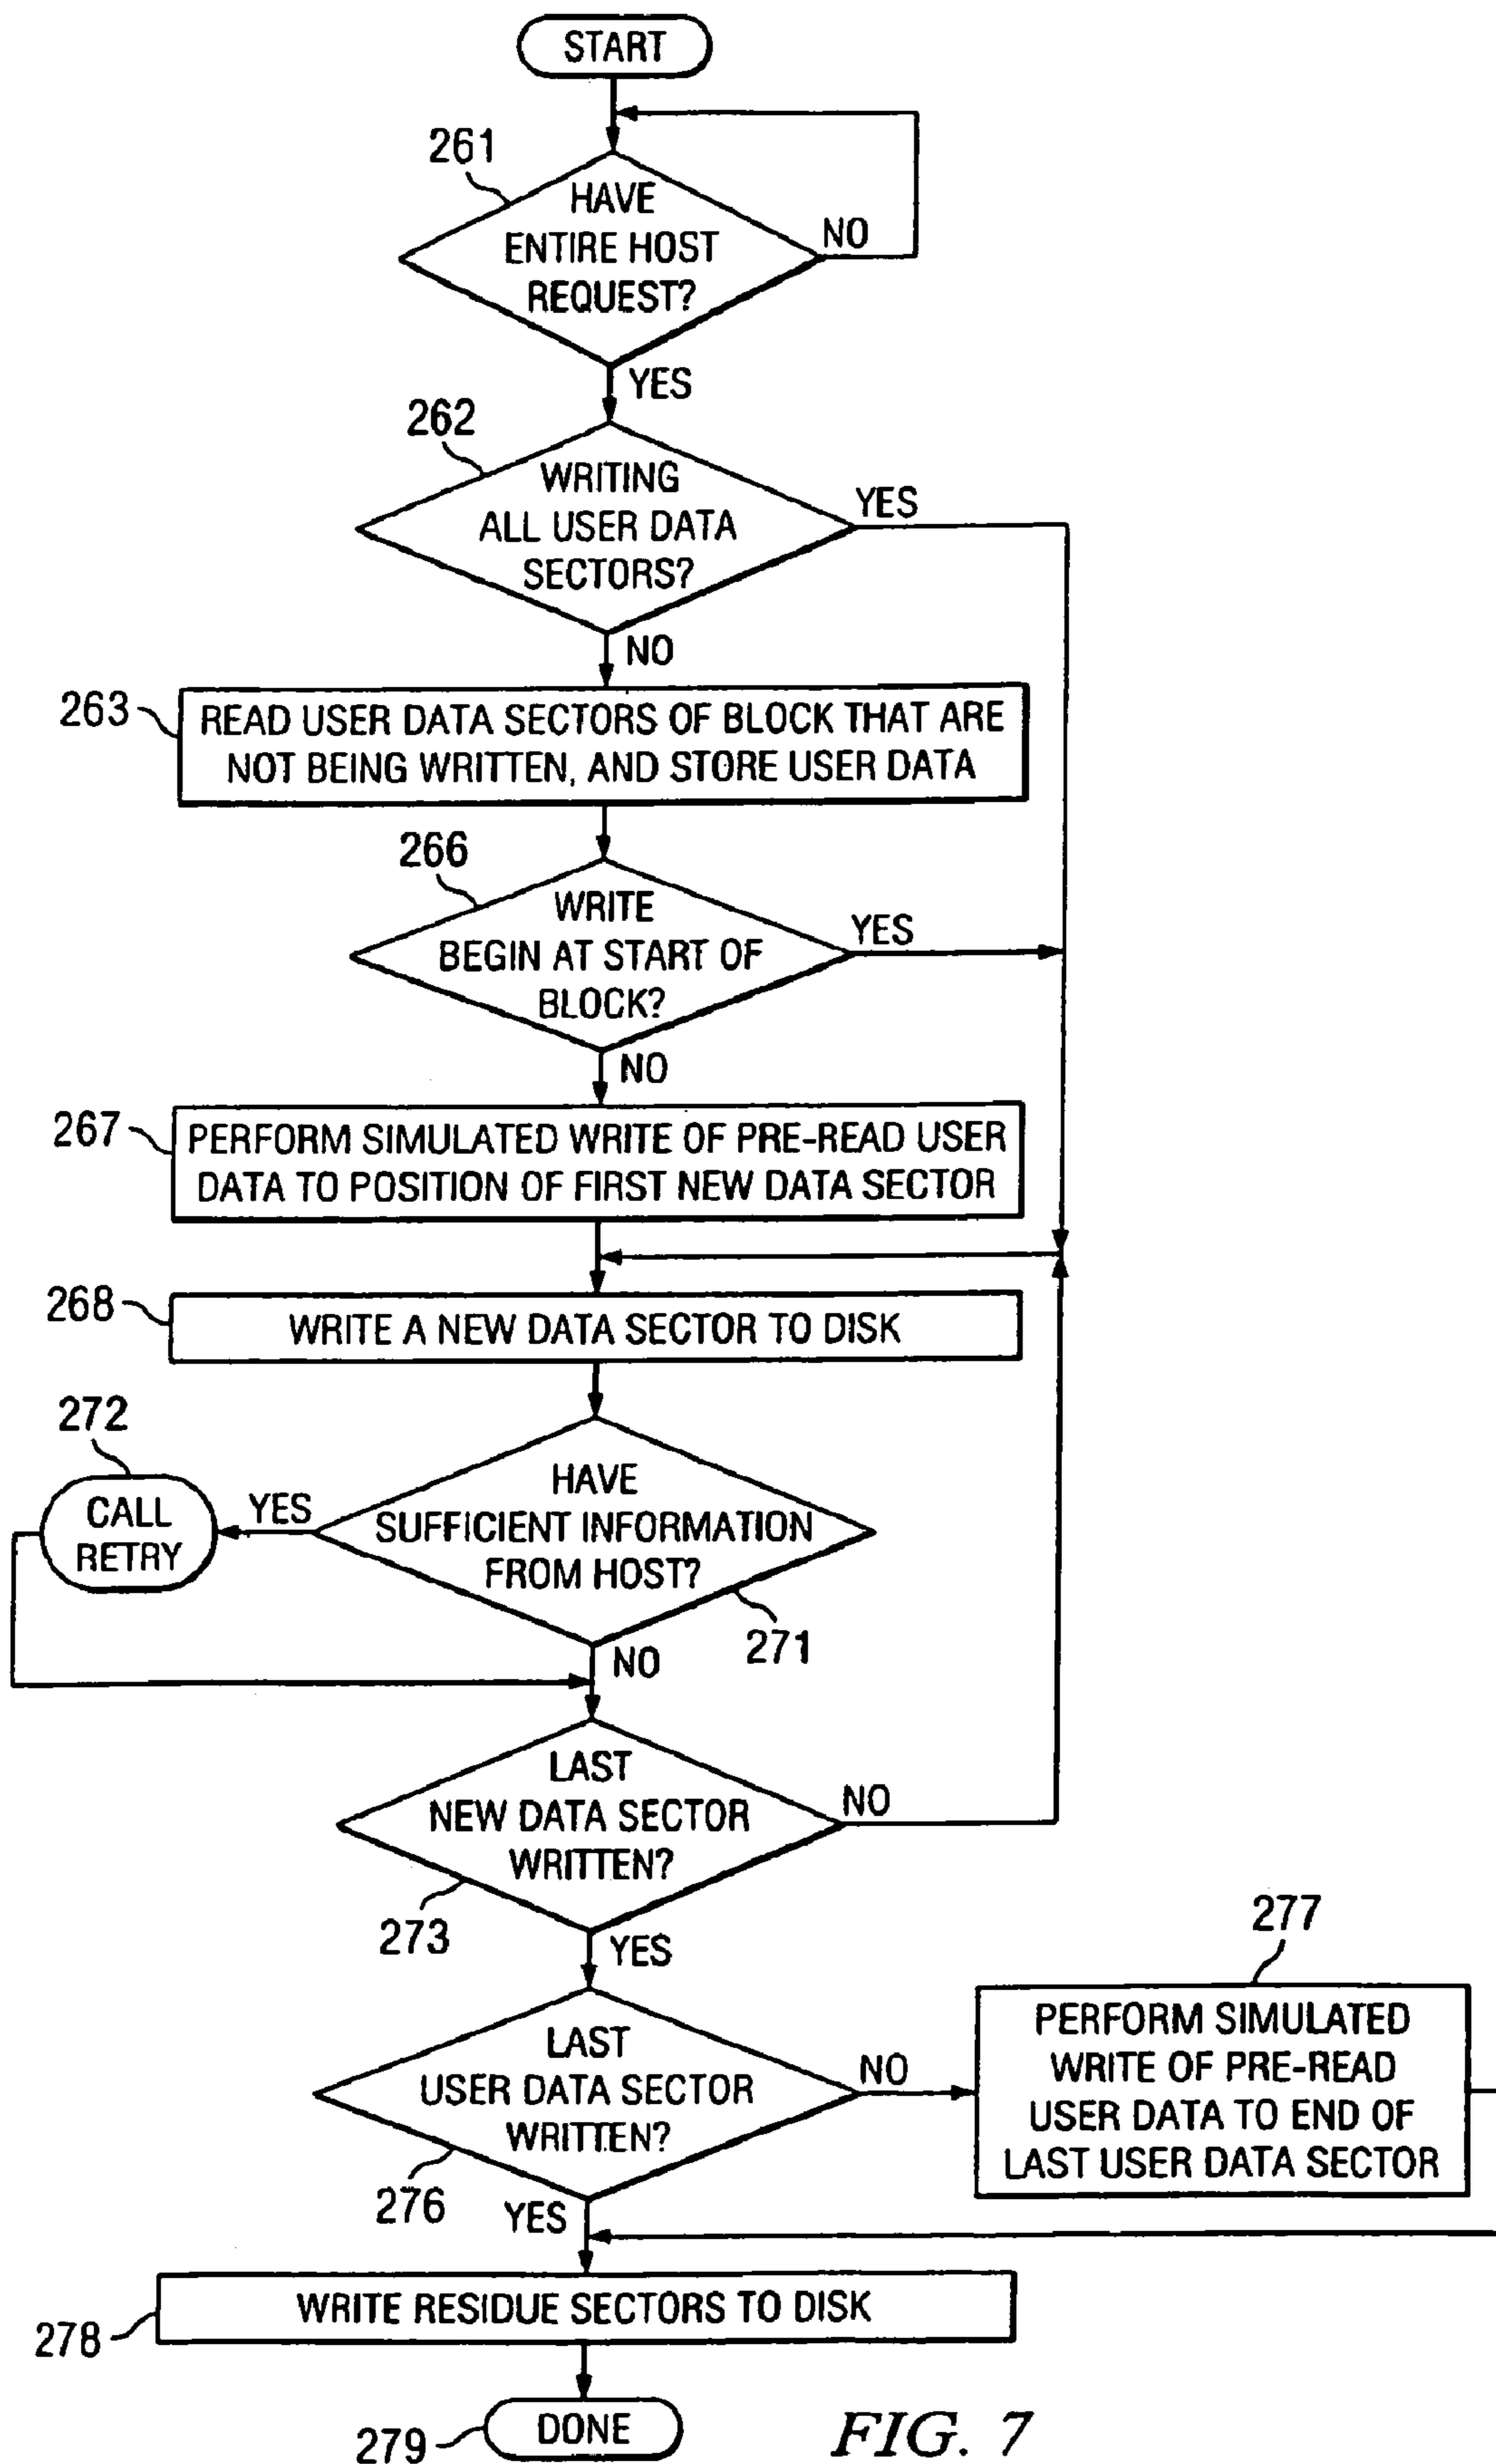 START
261
HAVE
ENTIRE HOST
REQUEST?
NO
YES
262
WRITING
ALL USER DATA
SECTORS?
YES
NO
263
READ USER DATA SECTORS OF BLOCK THAT ARE
NOT BEING WRITTEN, AND STORE USER DATA
266
WRITE
BEGIN AT START OF
BLOCK?
YES
NO
267
PERFORM SIMULATED WRITE OF PRE-READ USER
DATA TO POSITION OF FIRST NEW DATA SECTOR
268
WRITE A NEW DATA SECTOR TO DISK
272
CALL
RETRY
YES
HAVE
SUFFICIENT INFORMATION
FROM HOST?
271
NO
LAST
NEW DATA SECTOR
WRITTEN?
NO
273
YES
LAST
USER DATA SECTOR
WRITTEN?
NO
276
YES
277
PERFORM SIMULATED
WRITE OF PRE-READ
USER DATA TO END OF
LAST USER DATA SECTOR
278
WRITE RESIDUE SECTORS TO DISK
279
DONE
FIG. 7